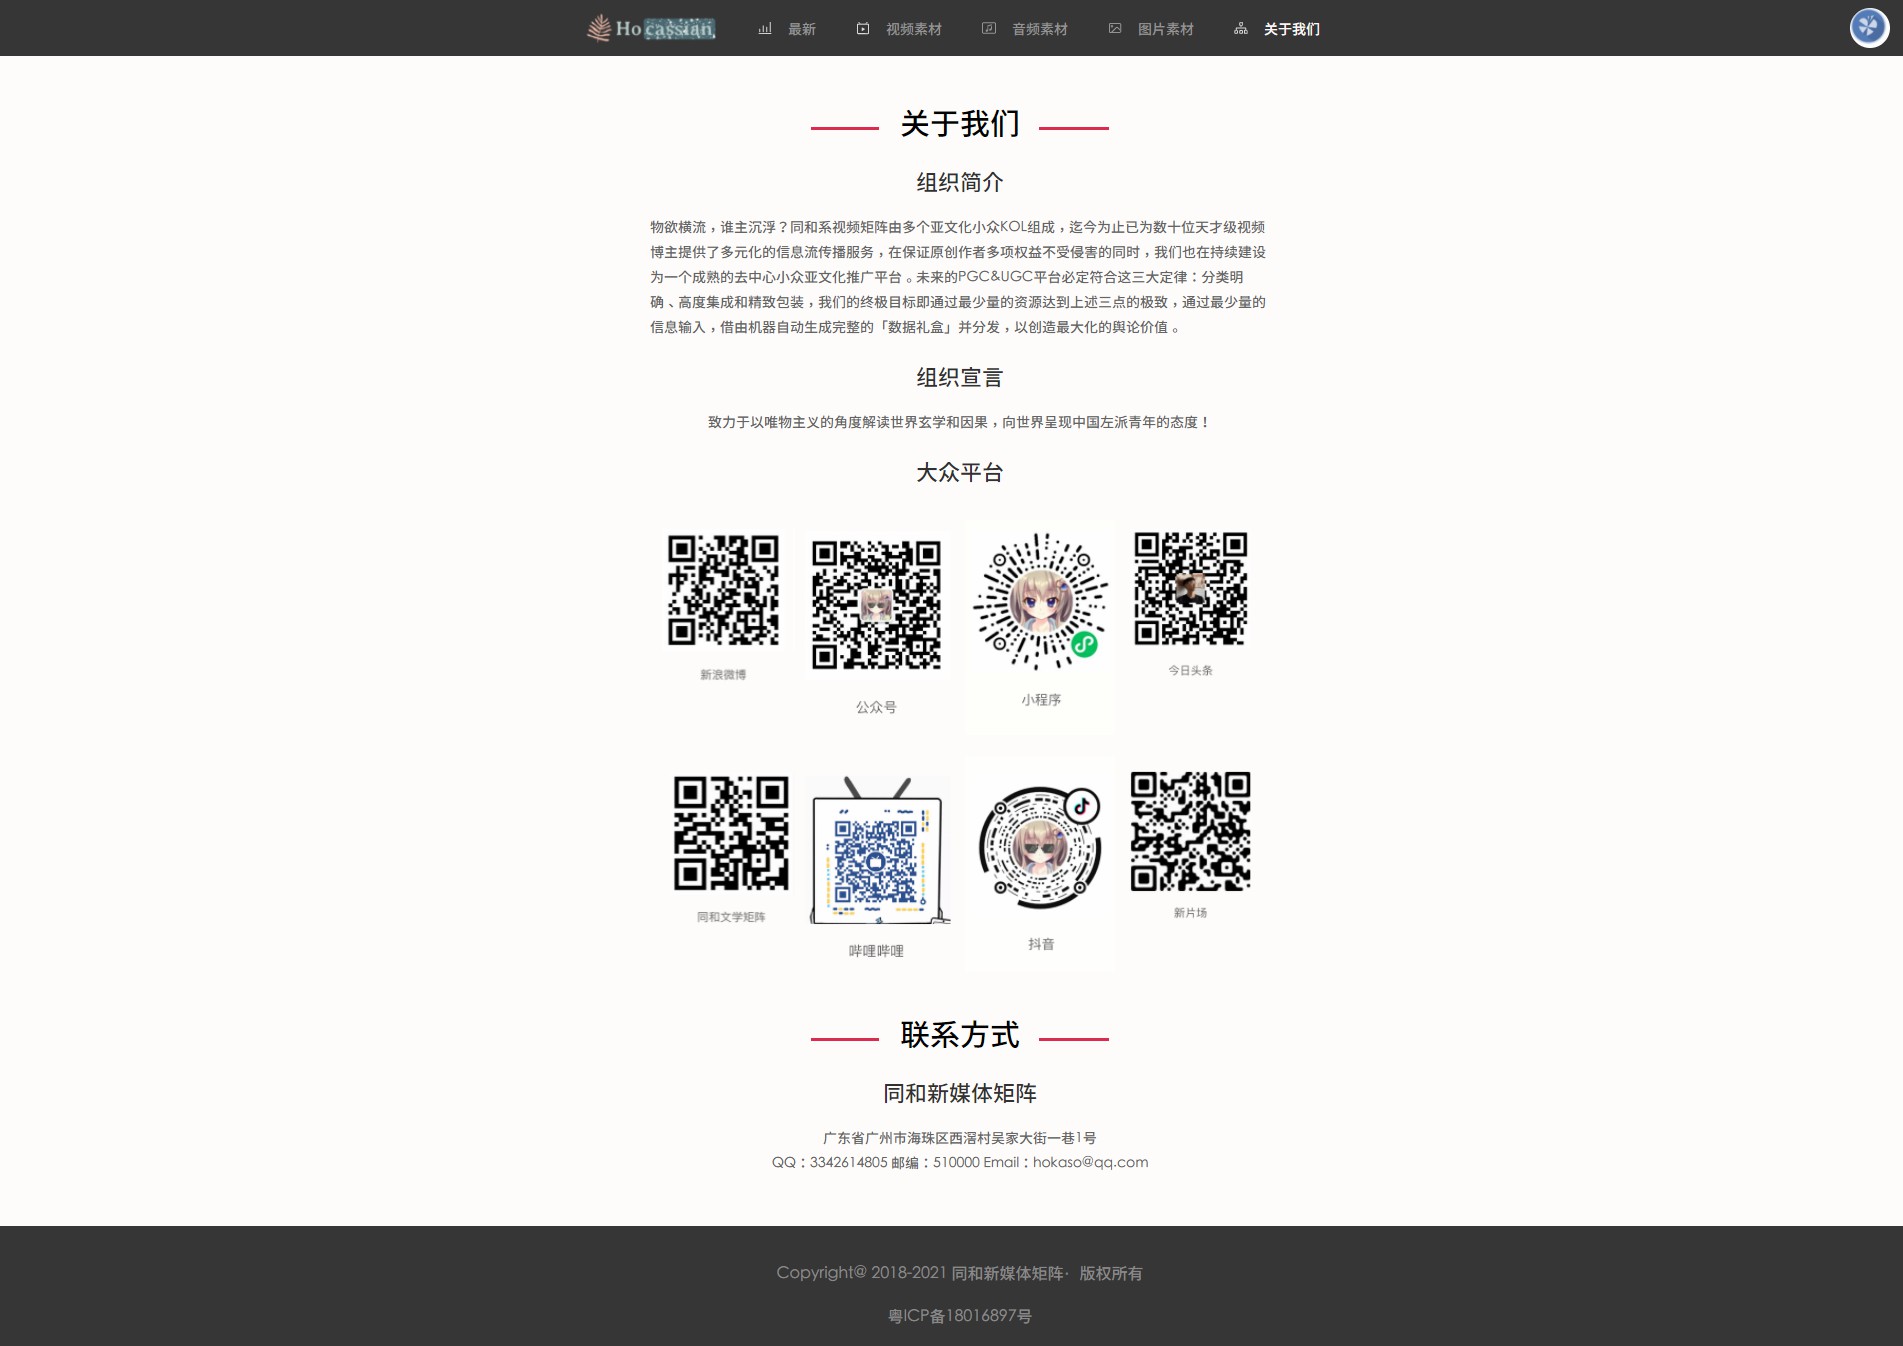 Ho cassian,
最新
视频素材
音频素材
图片素材
关于我们
关于我们
组织简介
物欲横流，谁主沉浮？同和系视频矩阵由多个亚文化小众KOL组成，迄今为止已为数十位天才级视频
博主提供了多元化的信息流传播服务，在保证原创作者多项权益不受侵害的同时，我们也在持续建设
为一个成熟的去中心小众亚文化推广平台。未来的PGC&UGC平台必定符合这三大定律：分类明
确、高度集成和精致包装，我们的终极目标即通过最少量的资源达到上述三点的极致，通过最少量的
信息输入，借由机器自动生成完整的「数据礼盒」并分发，以创造最大化的舆论价值。
组织宣言
致力于以唯物主义的角度解读世界玄学和因果，向世界呈现中国左派青年的态度！
大众平台
新浪微博
公众号
小程序
今日头条
同和文学矩阵
哔哩哔哩
抖音
新片场
联系方式
同和新媒体矩阵
广东省广州市海珠区西滘村吴家大街一巷1号
QQ：3342614805 邮编：510000 Email：hokaso@qq.com
Copyright@ 2018-2021 同和新媒体矩阵· 版权所有
粤ICP备18016897号